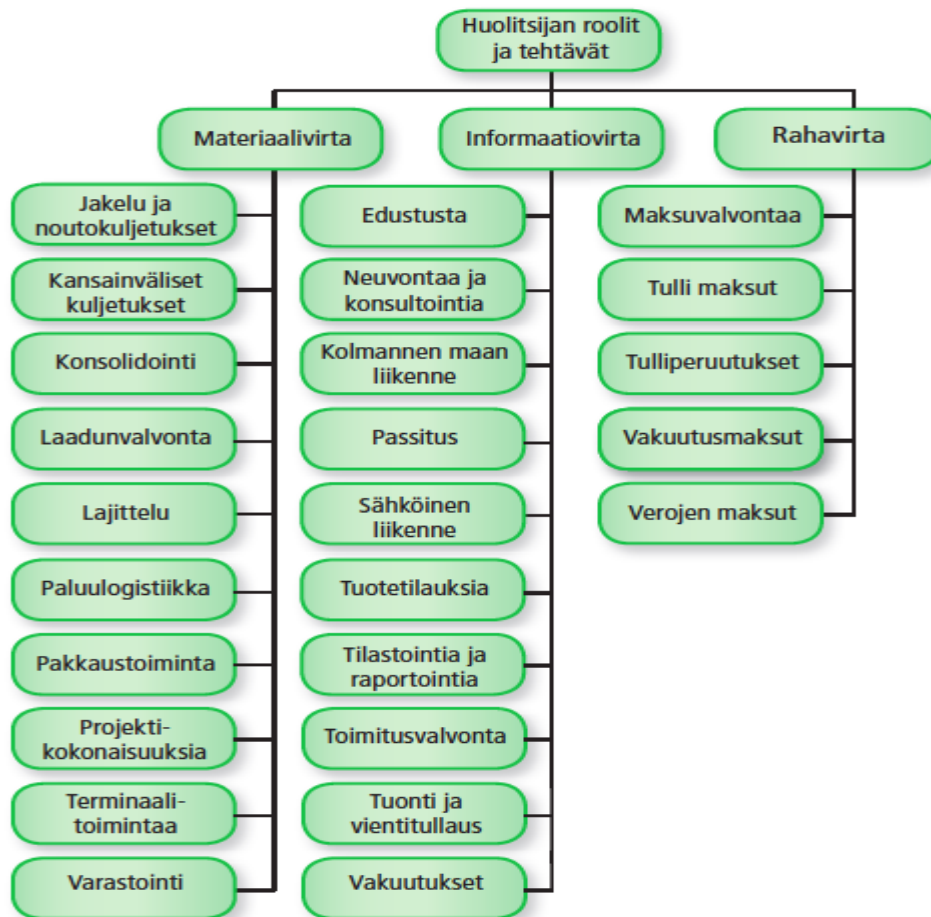 Huolitsijan roolit
ja tehtävät
Materiaalivirta
Informaatiovirta
Rahavirta
Jakelu ja
noutokuljetukset
Kansainväliset
kuljetukset
Konsolidointi
Laadunvalvonta
Lajittelu
Paluulogistiikka
Pakkaustoiminta
Projekti-
kokonaisuuksia
Terminaali-
toimintaa
Varastointi
Edustusta
Neuvontaa ja
konsultointia
Kolmannen maan
liikenne
Passitus
Sähköinen
liikenne
Tuotetilauksia
Tilastointia ja
raportointia
Toimitusvalvonta
Tuonti ja
vientitullaus
Vakuutukset
Maksuvalvontaa
Tulli maksut
Tulliperuutukset
Vakuutusmaksut
Verojen maksut